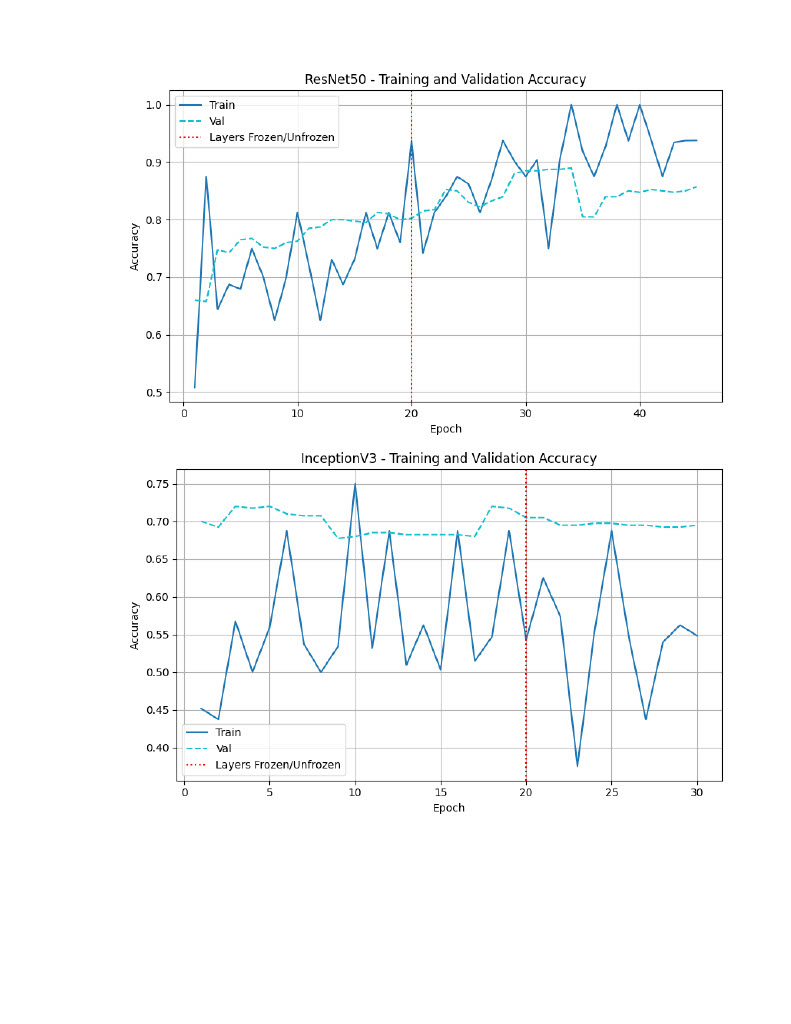 ResNet50 - Training and Validation Accuracy
1.0
0.9
0.8
0.7
0.6
0.5
Accuracy
Train
Val
Layers Frozen/Unfrozen
0 10 20 30 40
Epoch
InceptionV3 - Training and Validation Accuracy
0.75
0.70
0.65
0.60
0.55
0.50
0.45
0.40
Accuracy
Train
Val
Layers Frozen/Unfrozen
0 5 10 15 20 25 30
Epoch